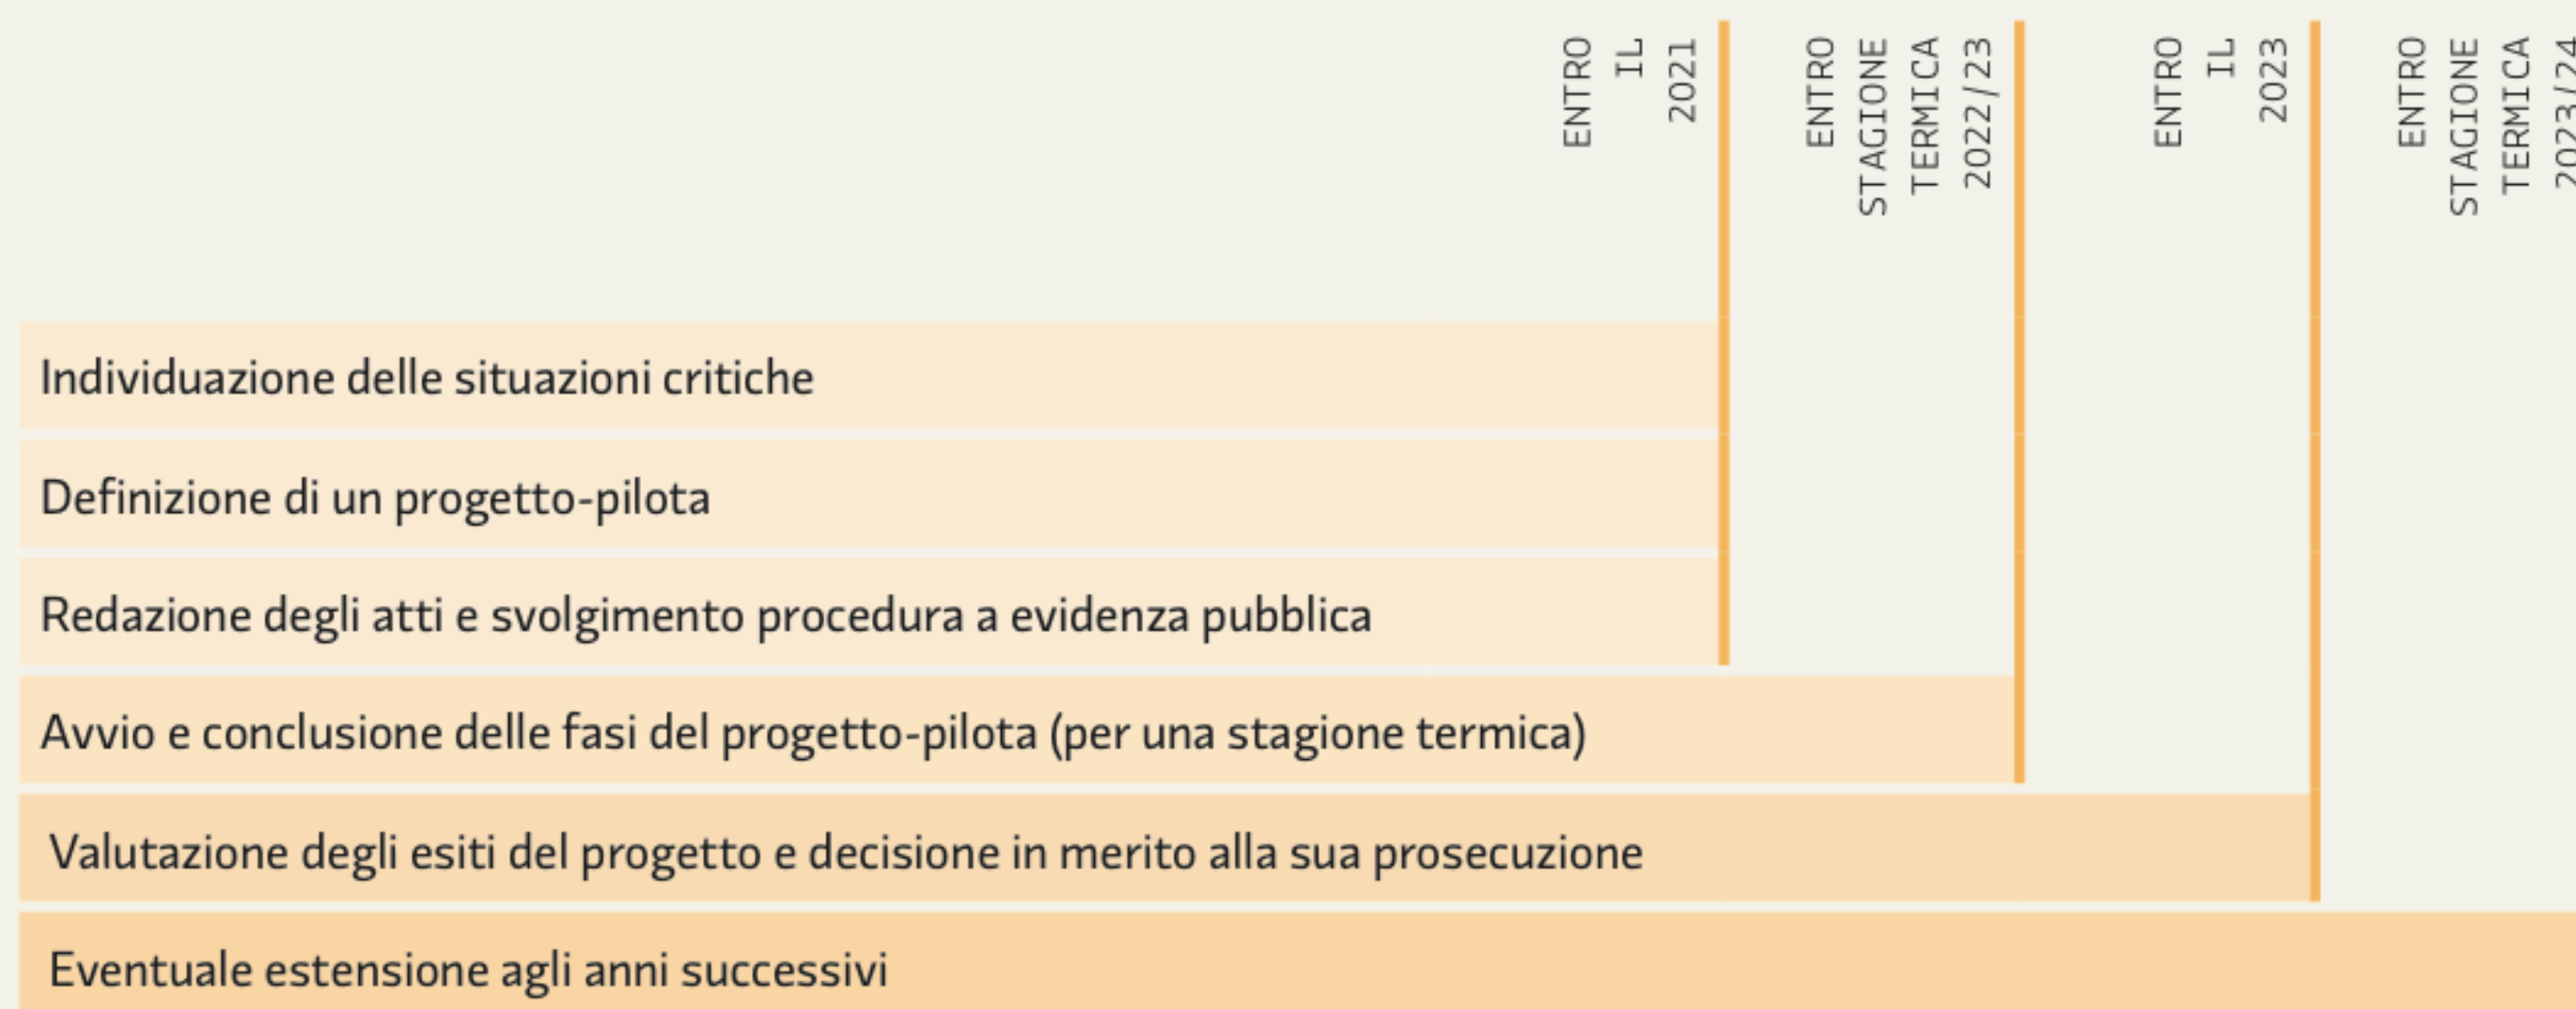 ENTRO
IL
2021
ENTRO
STAGIONE
TERMICA
2022/23
ENTRO
IL
2023
ENTRO
STAGIONE
TERMICA
2023/24
Individuazione delle situazioni critiche
Definizione di un progetto-pilota
Redazione degli atti e svolgimento procedura a evidenza pubblica
Avvio e conclusione delle fasi del progetto-pilota (per una stagione termica)
Valutazione degli esiti del progetto e decisione in merito alla sua prosecuzione
Eventuale estensione agli anni successivi